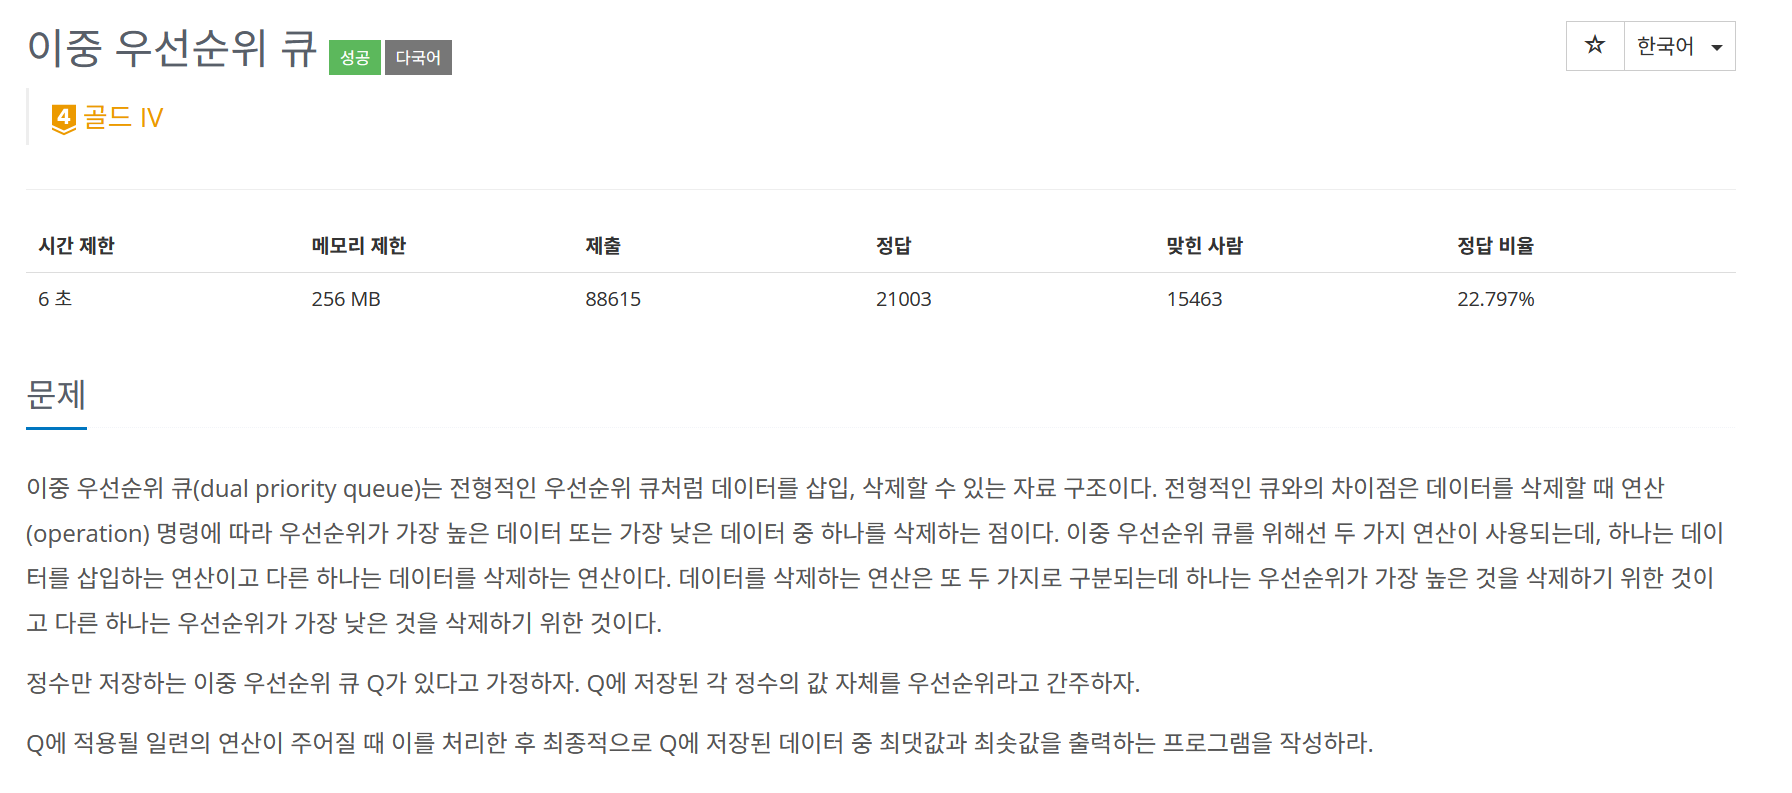 이중 우선순위 큐 성공 다국어
☆ 한국어
4 골드 IV
시간 제한 메모리 제한 제출 정답 맞힌 사람 정답 비율
6 초 256 MB 88615 21003 15463 22.797%
문제
이중 우선순위 큐(dual priority queue)는 전형적인 우선순위 큐처럼 데이터를 삽입, 삭제할 수 있는 자료 구조이다. 전형적인 큐와의 차이점은 데이터를 삭제할 때 연산
(operation) 명령에 따라 우선순위가 가장 높은 데이터 또는 가장 낮은 데이터 중 하나를 삭제하는 점이다. 이중 우선순위 큐를 위해선 두 가지 연산이 사용되는데, 하나는 데이
터를 삽입하는 연산이고 다른 하나는 데이터를 삭제하는 연산이다. 데이터를 삭제하는 연산은 또 두 가지로 구분되는데 하나는 우선순위가 가장 높은 것을 삭제하기 위한 것이
고 다른 하나는 우선순위가 가장 낮은 것을 삭제하기 위한 것이다.
정수만 저장하는 이중 우선순위 큐 Q가 있다고 가정하자. Q에 저장된 각 정수의 값 자체를 우선순위라고 간주하자.
Q에 적용될 일련의 연산이 주어질 때 이를 처리한 후 최종적으로 Q에 저장된 데이터 중 최댓값과 최솟값을 출력하는 프로그램을 작성하라.